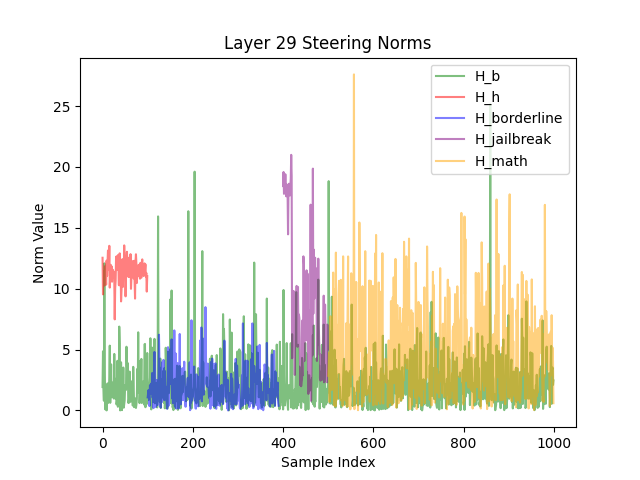 Layer 29 Steering Norms
H_b
H_h
H_borderline
H_jailbreak
H_math
Norm Value
25
20
15
10
5
0
0 200 400 600 800 1000
Sample Index